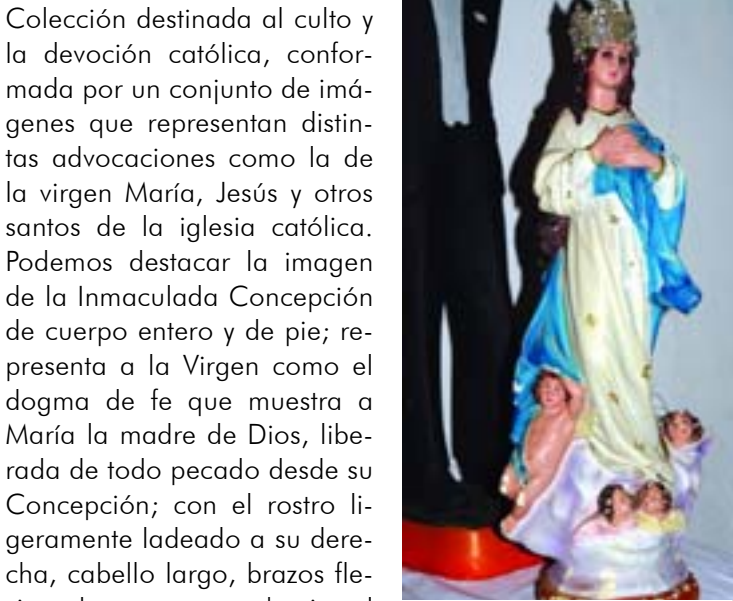 Colección destinada al culto y
la devoción católica, confor-
mada por un conjunto de imá-
genes que representan distin-
tas advocaciones como la de
la virgen María, Jesús y otros
santos de la iglesia católica.
Podemos destacar la imagen
de la Inmaculada Concepción
de cuerpo entero y de pie; re-
presenta a la Virgen como el
dogma de fe que muestra a
María la madre de Dios, libe-
rada de todo pecado desde su
Concepción; con el rostro li-
geramente ladeado a su dere-
cha, cabello largo, brazos fle-